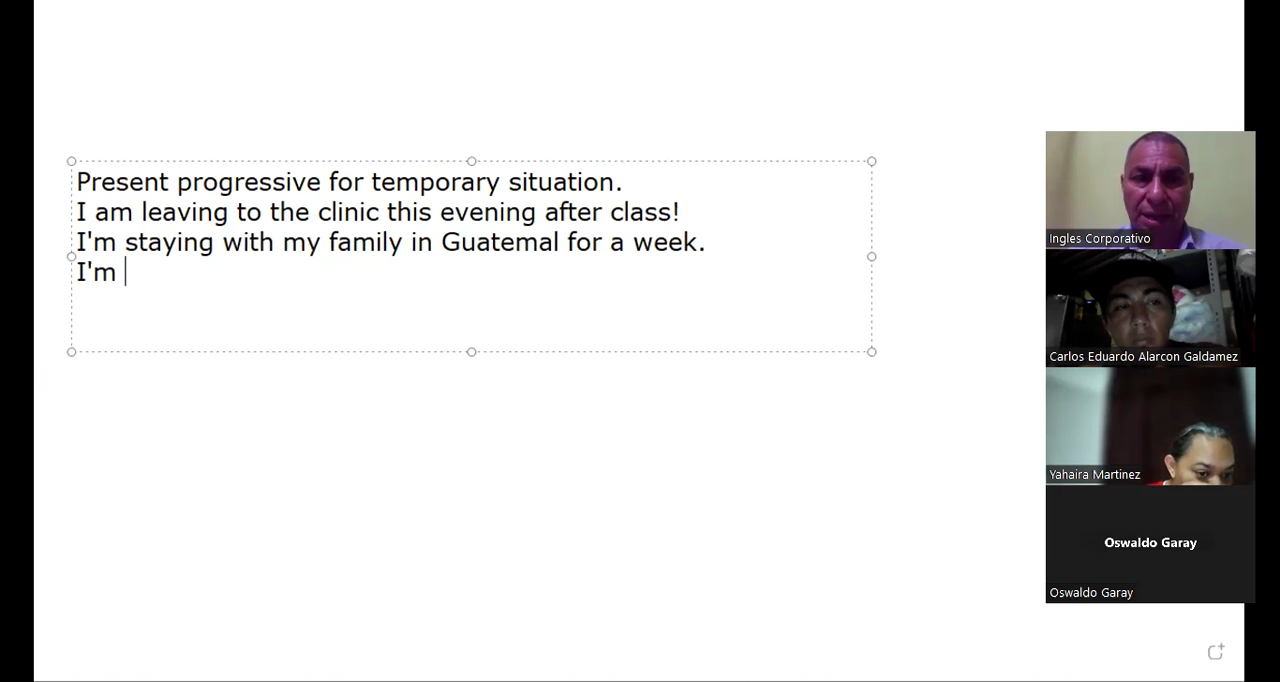 Present progressive for temporary situation.
I am leaving to the clinic this evening after class!
I'm staying with my family in Guatemal for a week.
I'm
Ingles Corporativo
Carlos Eduardo Alarcon Galdamez
Yahaira Martinez
Oswaldo Garay
Oswaldo Garay